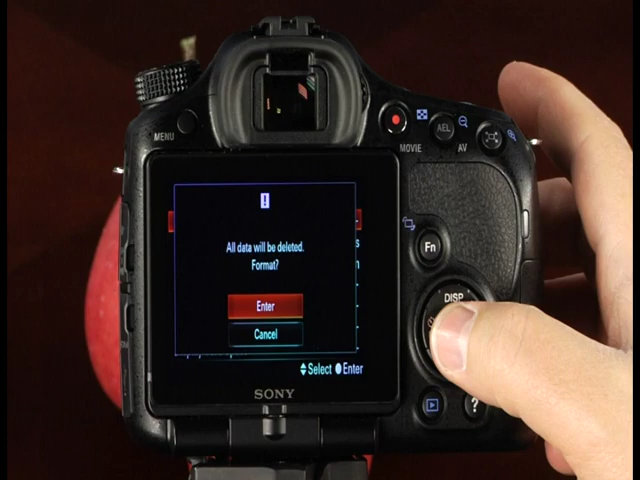 MENU
MOVIE
AEL
AV
!
All data will be deleted.
Format?
Enter
Cancel
Select Enter
Fn
DISP
SONY
?